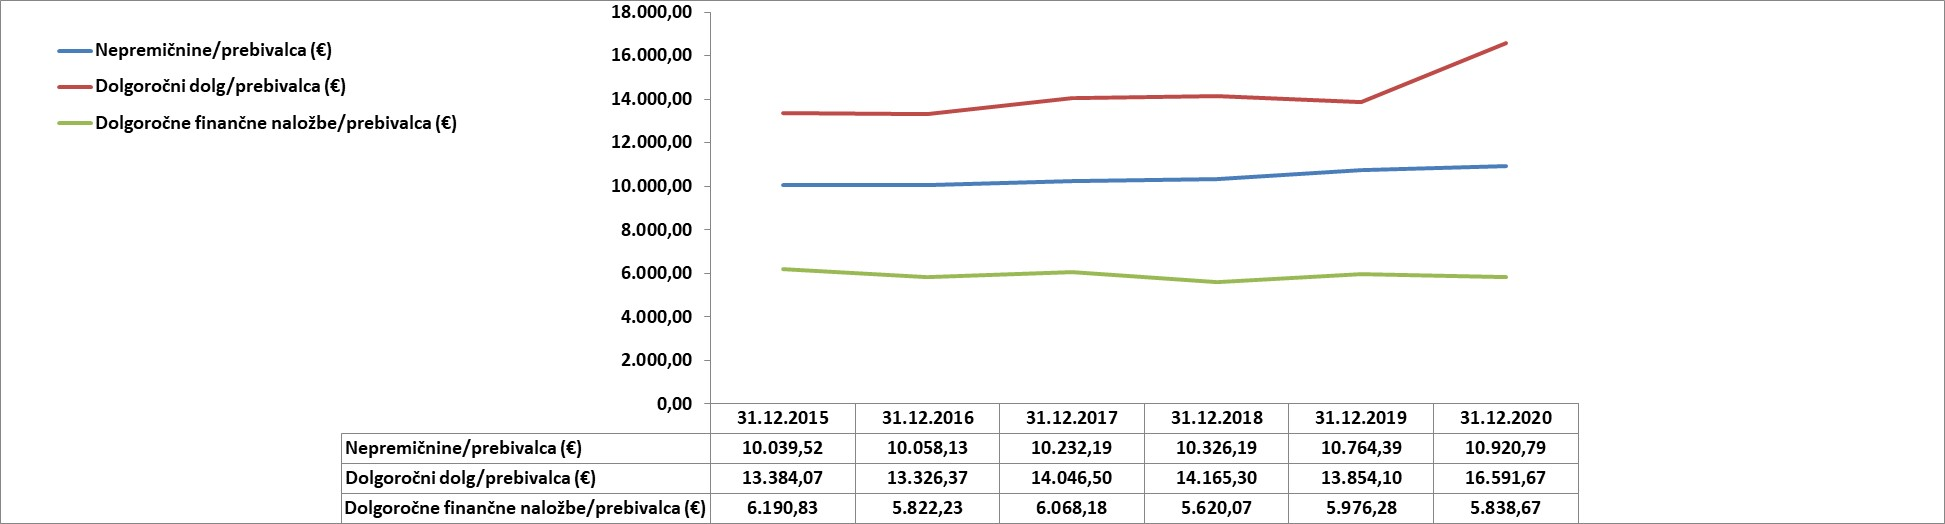 Nepremičnine/prebivalca (€)
Dolgoročni dolg/prebivalca (€)
Dolgoročne finančne naložbe/prebivalca (€)
18.000,00
16.000,00
14.000,00
12.000,00
10.000,00
8.000,00
6.000,00
4.000,00
2.000,00
0,00
31.12.2015 31.12.2016 31.12.2017 31.12.2018 31.12.2019 31.12.2020
Nepremičnine/prebivalca (€) 10.039,52 10.058,13 10.232,19 10.326,19 10.764,39 10.920,79
Dolgoročni dolg/prebivalca (€) 13.384,07 13.326,37 14.046,50 14.165,30 13.854,10 16.591,67
Dolgoročne finančne naložbe/prebivalca (€) 6.190,83 5.822,23 6.068,18 5.620,07 5.976,28 5.838,67